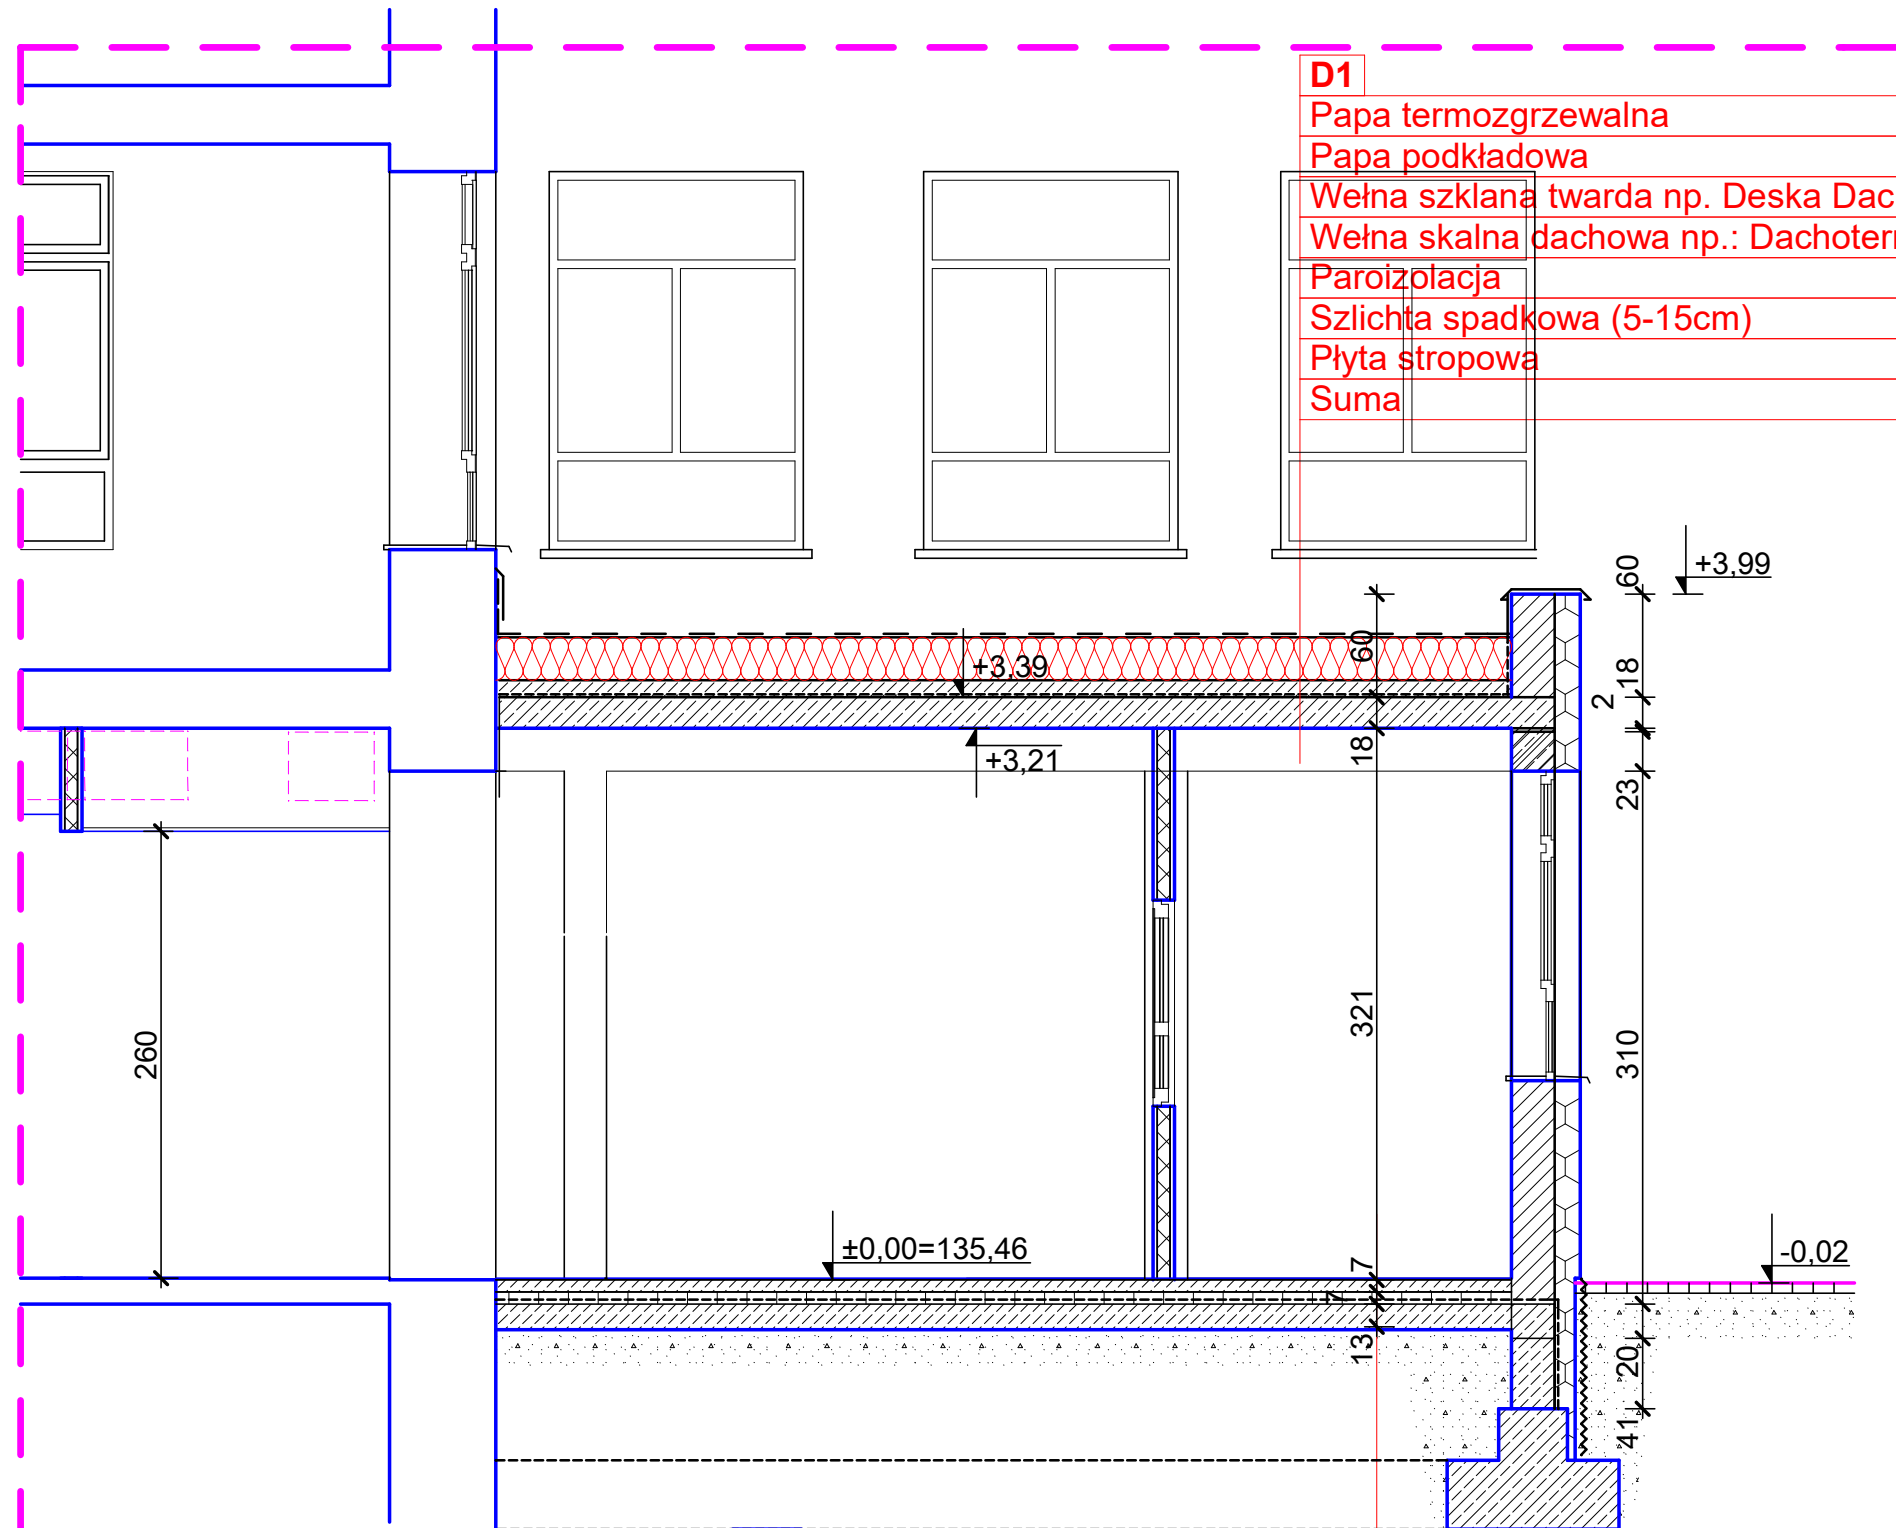 D1
Papa termozgrzewalna
Papa podkładowa
Wełna szklana twarda np. Deska Dac
Wełna skalna dachowa np.: Dachoter
Paroizolacja
Szlichta spadkowa (5-15cm)
Płyta stropowa
Suma
+3,99
60
60
18
+3,39
2
18
+3,21
23
321
310
260
±0,00=135,46
-0,02
7
7
13
20
41